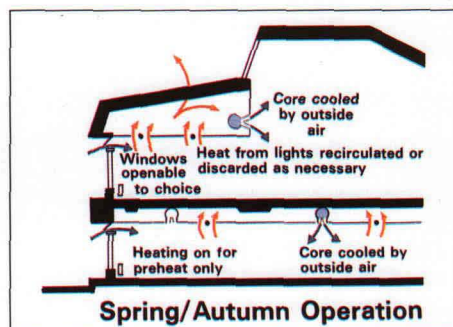 Core cooled
by outside
air
Windows
openable
to choice
Heat from lights recirculated or
discarded as necessary
Heating on for
preheat only
Core cooled by
outside air
Spring/Autumn Operation